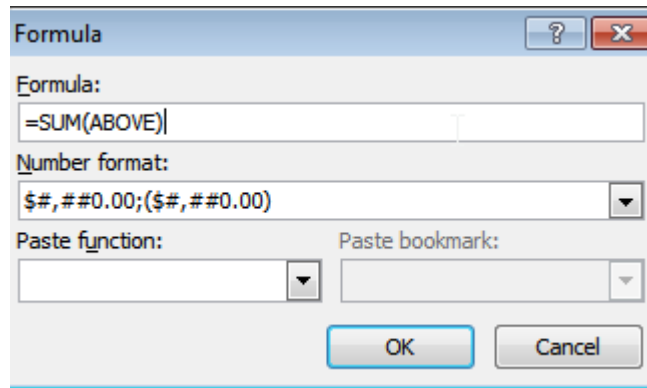 Formula
Formula:
=SUM(ABOVE)
Number format:
$#,##0.00;($#,##0.00)
Paste function: Paste bookmark:
OK Cancel